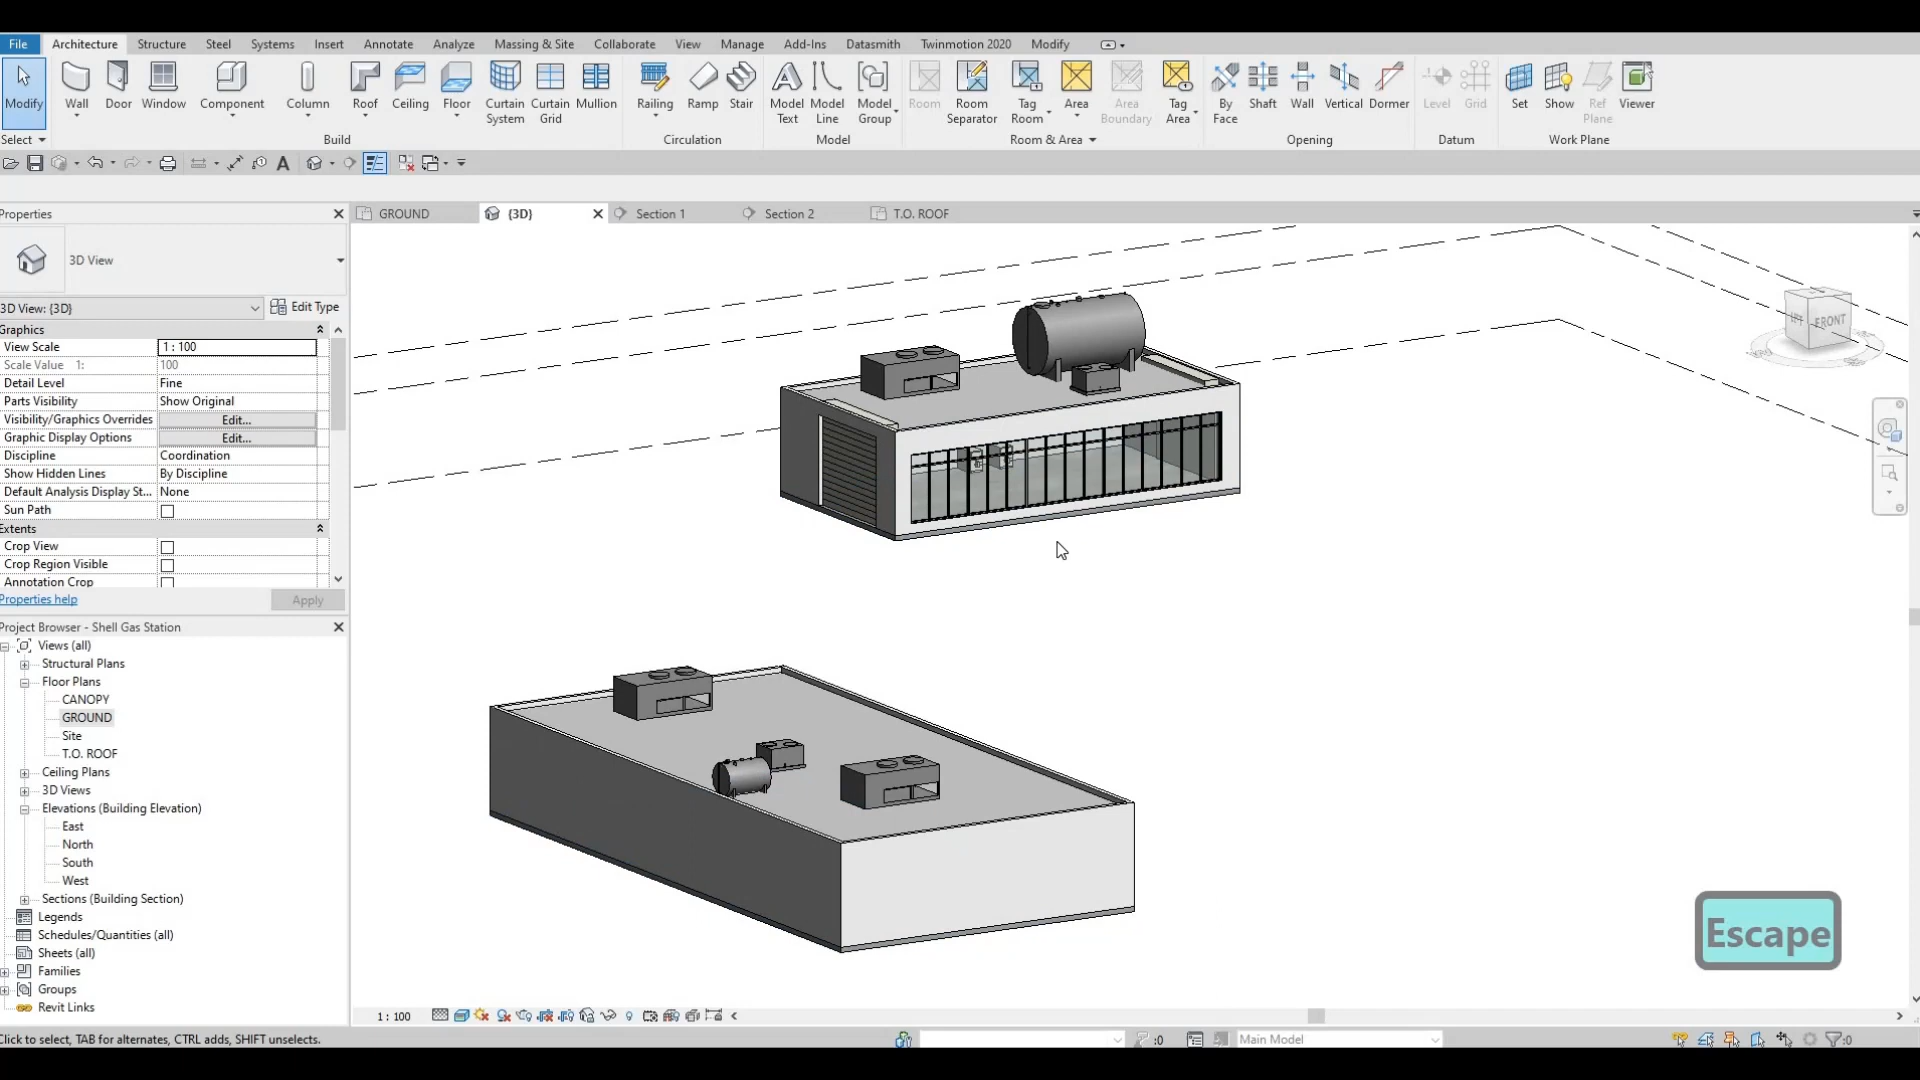 File Architecture Structure Steel Systems Insert Annotate Analyze Massing & Site Collaborate View Manage Add-Ins Datasmith Twinmotion 2020 Modify
Modify Wall Door Window Component Column Roof Ceiling Floor Curtain System Curtain Grid Mullion Railing Ramp Stair Model Text Model Line Model Group Room Room Separator Tag Room Area Area Boundary Tag Area By Face Shaft Wall Vertical Dormer Level Grid Set Show Ref Plane Viewer
Select Build Circulation Model Room & Area Opening Datum Work Plane
Properties GROUND {3D} Section 1 Section 2 T.O. ROOF
3D View
3D View: {3D} Edit Type
Graphics
View Scale 1 : 100
Scale Value 1: 100
Detail Level Fine
Parts Visibility Show Original
Visibility/Graphics Overrides Edit...
Graphic Display Options Edit...
Discipline Coordination
Show Hidden Lines By Discipline
Default Analysis Display St... None
Sun Path
Extents
Crop View
Crop Region Visible
Annotation Crop
Properties help Apply
Project Browser - Shell Gas Station
Views (all)
Structural Plans
Floor Plans
CANOPY
GROUND
Site
T.O. ROOF
Ceiling Plans
3D Views
Elevations (Building Elevation)
East
North
South
West
Sections (Building Section)
Legends
Schedules/Quantities (all)
Sheets (all)
Families
Groups
Revit Links
FRONT
Escape
1 : 100
Click to select, TAB for alternates, CTRL adds, SHIFT unselects. :0 Main Model :0